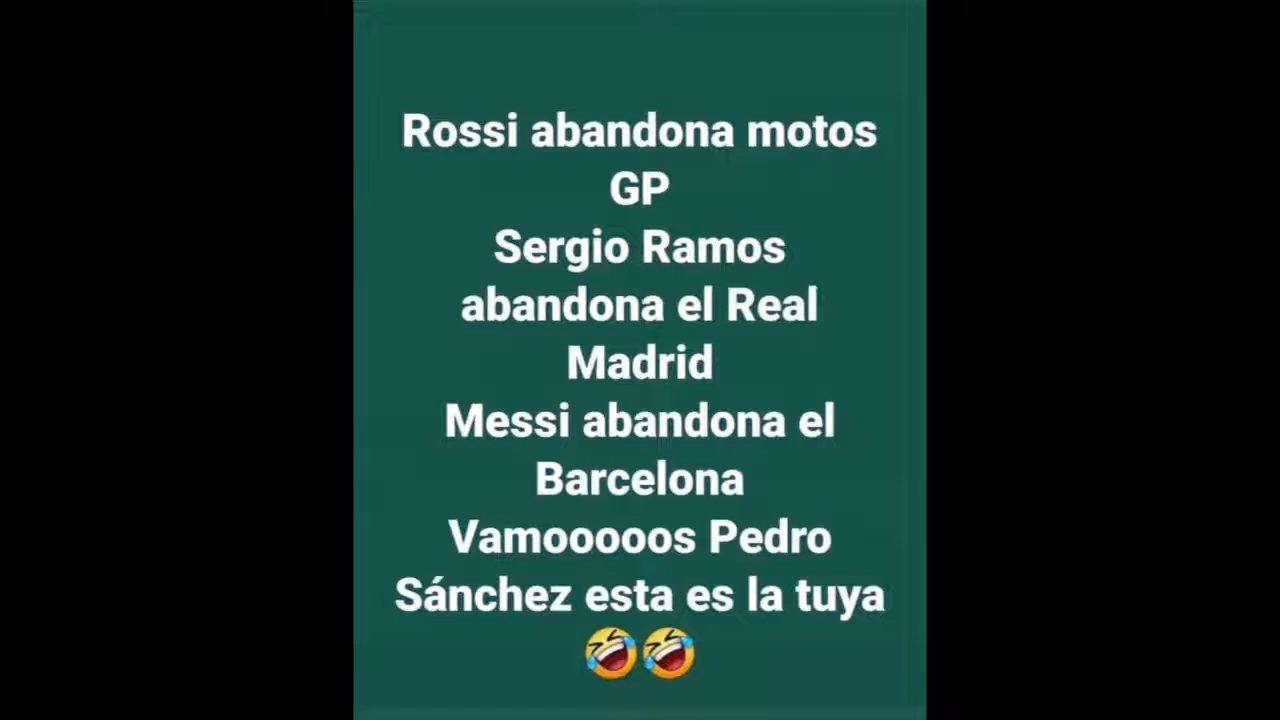 Rossi abandona motos
GP
Sergio Ramos
abandona el Real
Madrid
Messi abandona el
Barcelona
Vamooooos Pedro
Sánchez esta es la tuya
🤣🤣